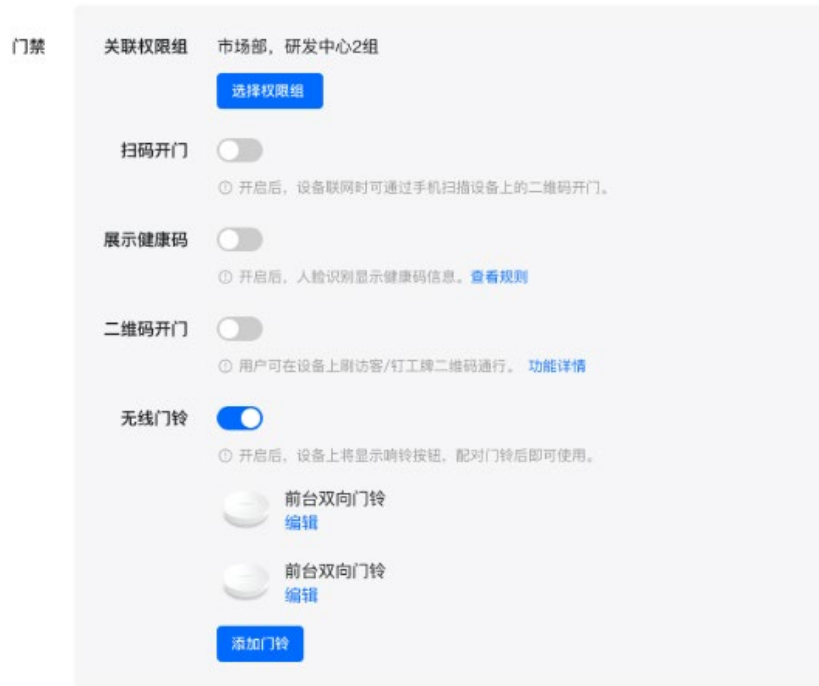 门禁
关联权限组 市场部，研发中心2组
选择权限组
扫码开门
开启后，设备联网时可通过手机扫描设备上的二维码开门。
展示健康码
开启后，人脸识别显示健康码信息。查看规则
二维码开门
用户可在设备上刷访客/钉工牌二维码通行。 功能详情
无线门铃
开启后，设备上将显示响铃按钮，配对门铃后即可使用。
前台双向门铃
编辑
前台双向门铃
编辑
添加门铃